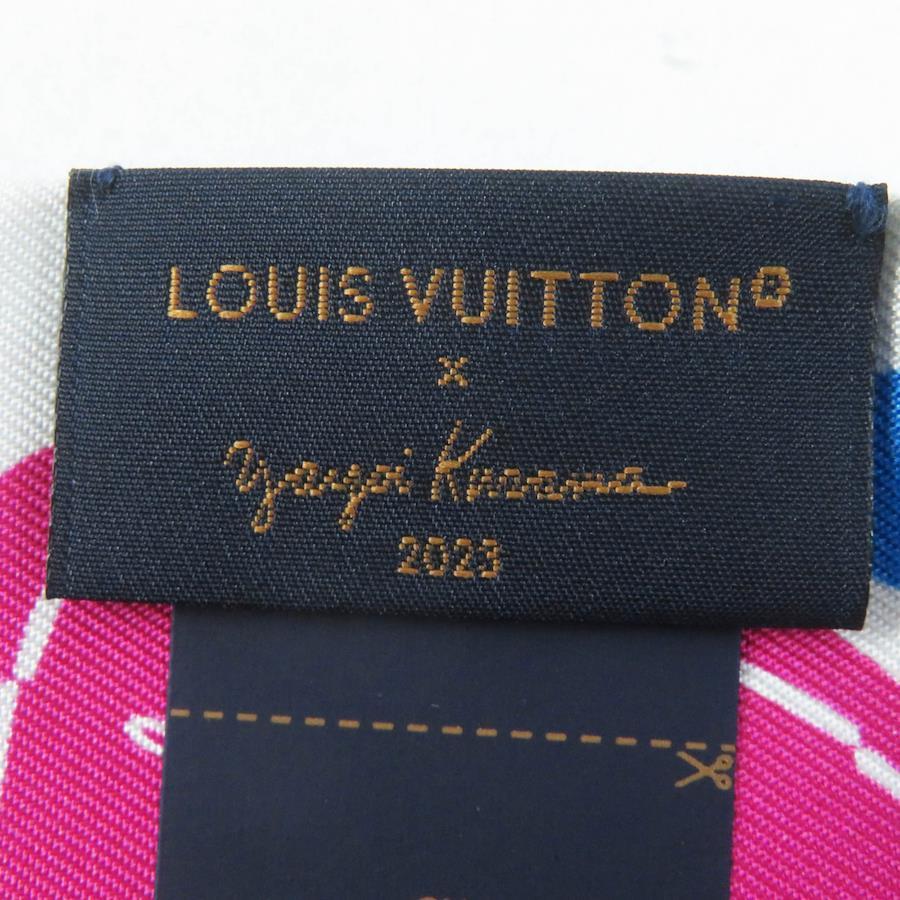 LOUIS VUITTON®
x
Yayoi Kusama
2023